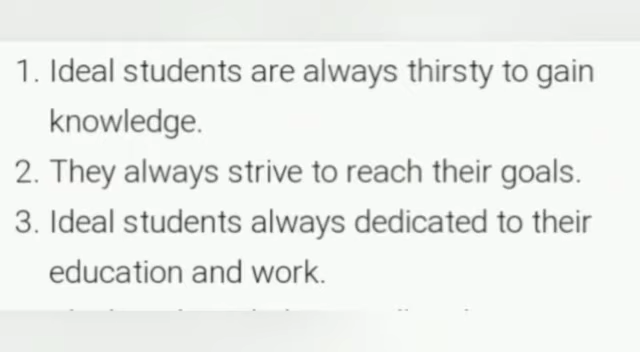 1. Ideal students are always thirsty to gain
knowledge.
2. They always strive to reach their goals.
3. Ideal students always dedicated to their
education and work.